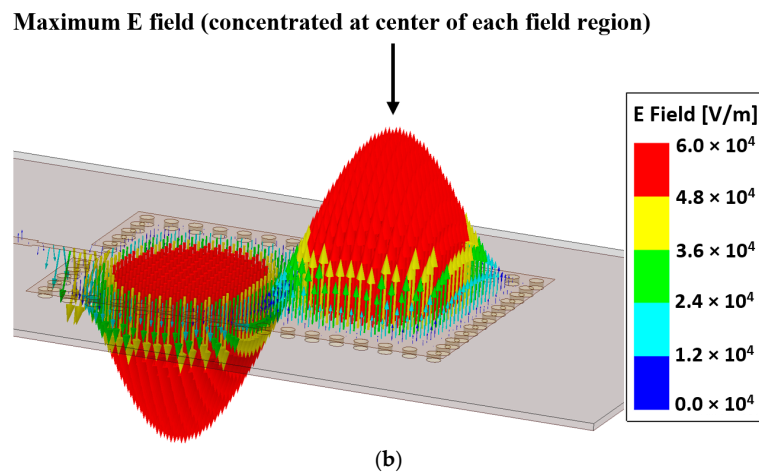 Maximum E field (concentrated at center of each field region)
E Field [V/m]
6.0 × 10⁴
4.8 × 10⁴
3.6 × 10⁴
2.4 × 10⁴
1.2 × 10⁴
0.0 × 10⁴
(b)